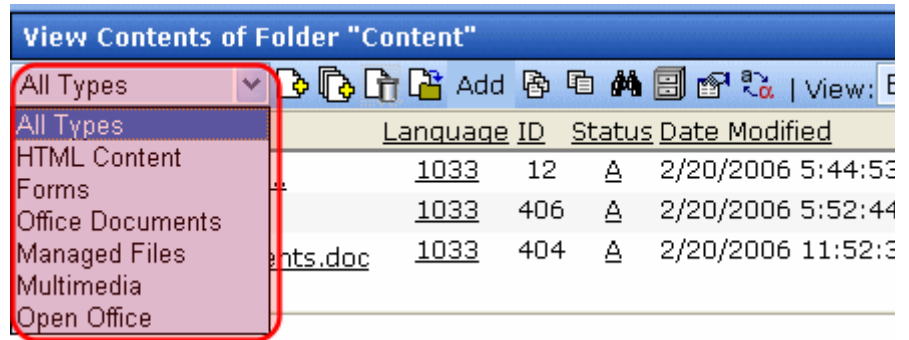 View Contents of Folder "Content"
All Types Add | View:
All Types Language ID Status Date Modified
HTML Content 1033 12 A 2/20/2006 5:44:53
Forms
Office Documents 1033 406 A 2/20/2006 5:52:44
Managed Files ents.doc 1033 404 A 2/20/2006 11:52:3
Multimedia
Open Office